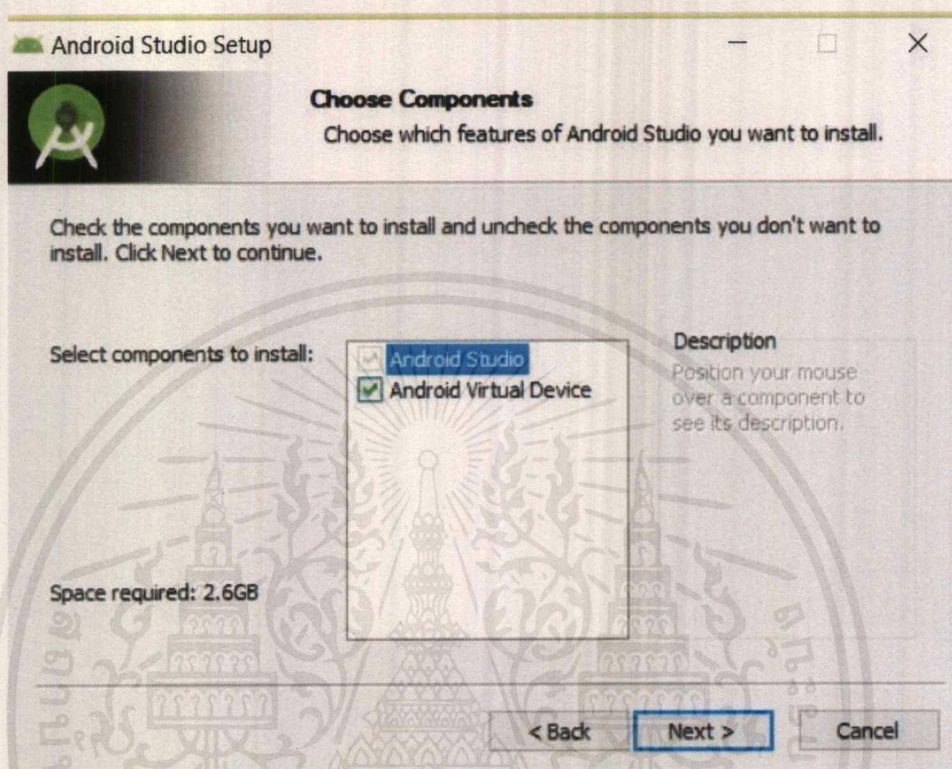 Android Studio Setup
Choose Components
Choose which features of Android Studio you want to install.
Check the components you want to install and uncheck the components you don't want to
install. Click Next to continue.
Select components to install:
Android Studio
Android Virtual Device
Description
Position your mouse
over a component to
see its description.
Space required: 2.6GB
< Back
Next >
Cancel